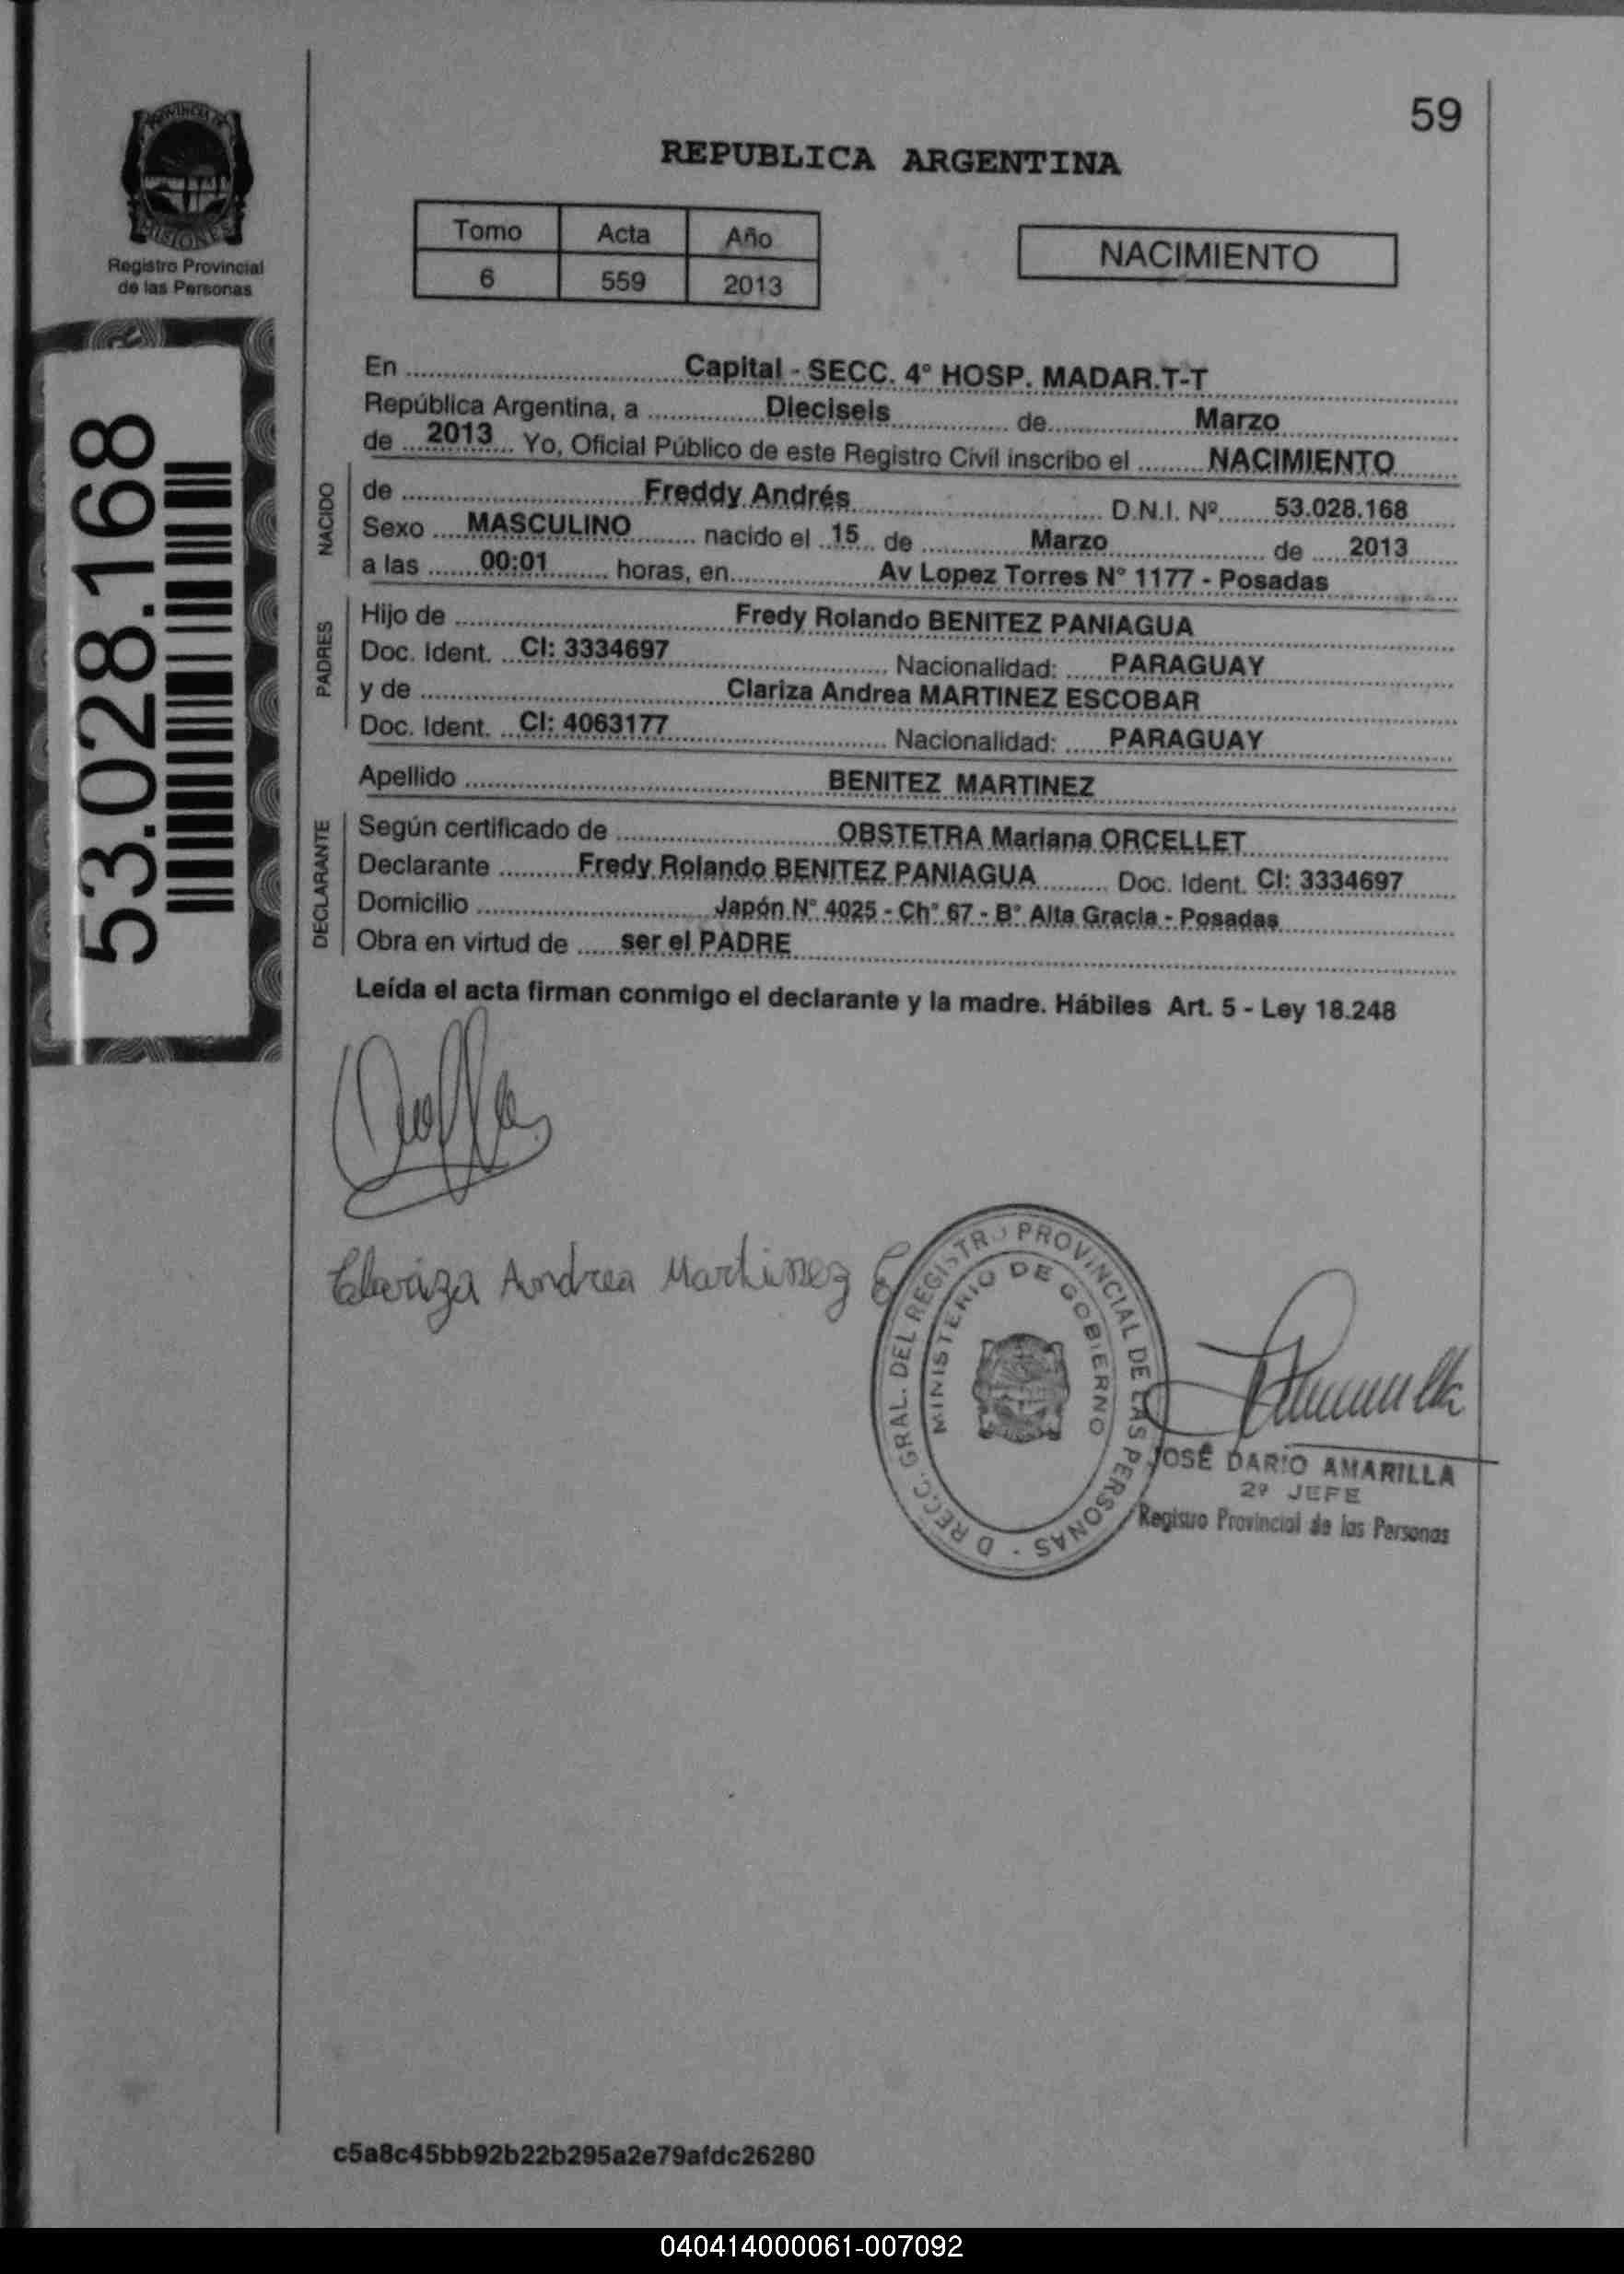 59
PROVINCIA DE
MISIONES
Registro Provincial
de las Personas
REPUBLICA ARGENTINA
Tomo Acta Año
6 559 2013
NACIMIENTO
53.028.168
En Capital - SECC. 4° HOSP. MADAR.T-T
República Argentina, a Dieciseis de Marzo
de 2013 Yo, Oficial Público de este Registro Civil inscribo el NACIMIENTO
NACIDO
de Freddy Andrés D.N.I. Nº 53.028.168
Sexo MASCULINO nacido el 15 de Marzo de 2013
a las 00:01 horas, en Av Lopez Torres N° 1177 - Posadas
PADRES
Hijo de Fredy Rolando BENITEZ PANIAGUA
Doc. Ident. CI: 3334697 Nacionalidad: PARAGUAY
y de Clariza Andrea MARTINEZ ESCOBAR
Doc. Ident. CI: 4063177 Nacionalidad: PARAGUAY
Apellido BENITEZ MARTINEZ
DECLARANTE
Según certificado de OBSTETRA Mariana ORCELLET
Declarante Fredy Rolando BENITEZ PANIAGUA Doc. Ident. CI: 3334697
Domicilio Japón N° 4025 - Ch° 67 - B° Alta Gracia - Posadas
Obra en virtud de ser el PADRE
Leída el acta firman conmigo el declarante y la madre. Hábiles Art. 5 - Ley 18.248
Clariza Andrea Martinez E
DIRECC. GRAL. DEL REGISTRO PROVINCIAL DE LAS PERSONAS
MINISTERIO DE GOBIERNO
JOSÉ DARIO AMARILLA
2º JEFE
Registro Provincial de las Personas
c5a8c45bb92b22b295a2e79afdc26280
040414000061-007092